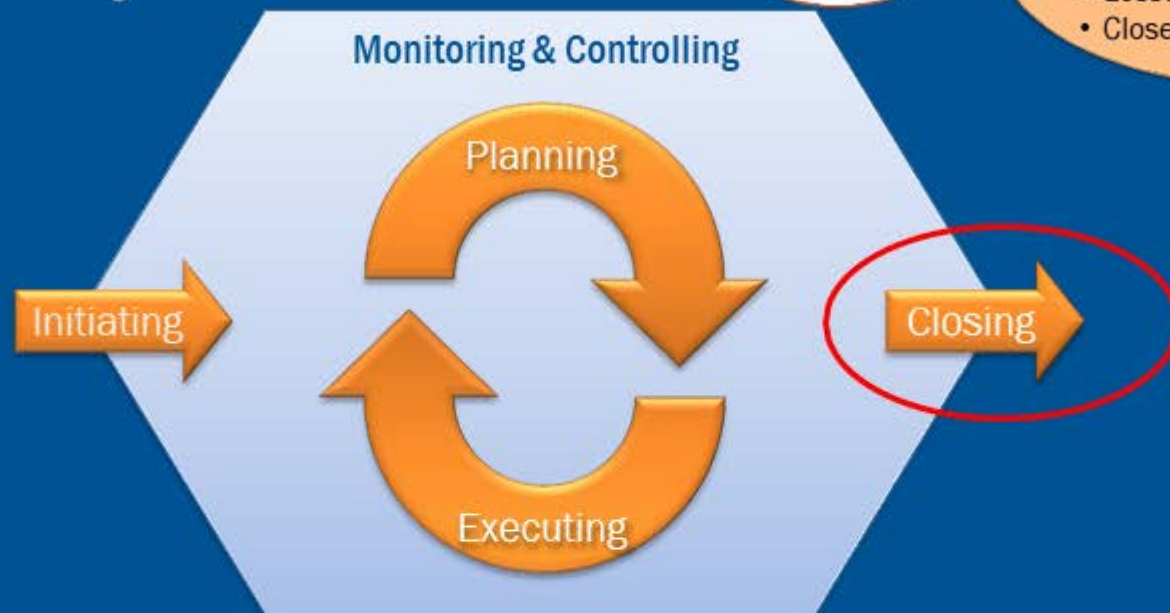 • Close
Monitoring & Controlling
Planning
Initiating
Closing
Executing